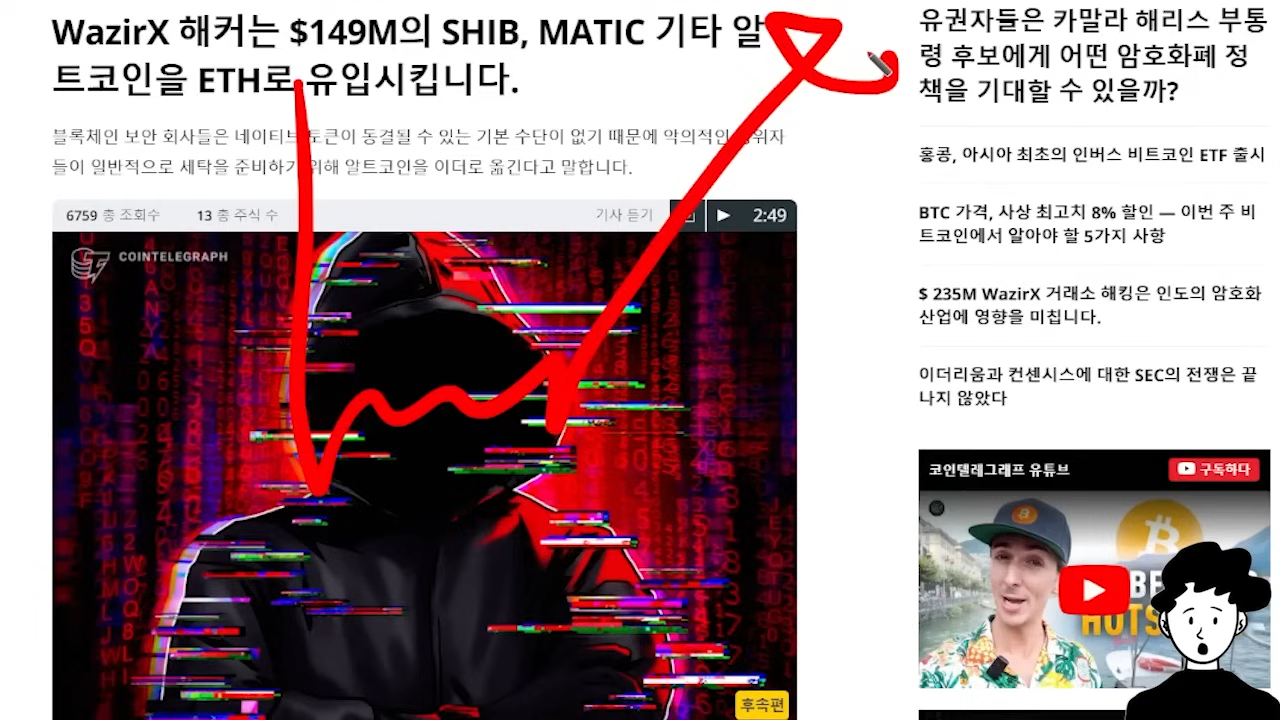 WazirX 해커는 $149M의 SHIB, MATIC 기타 알
트코인을 ETH로 유입시킵니다.
블록체인 보안 회사들은 네이티브 토큰이 동결될 수 있는 기본 수단이 없기 때문에 악의적인 행위자
들이 일반적으로 세탁을 준비하기 위해 알트코인을 이더로 옮긴다고 말합니다.
6759 총 조회수 13 총 주식 수 기사 듣기 2:49
COINTELEGRAPH
후속편
유권자들은 카말라 해리스 부통
령 후보에게 어떤 암호화폐 정
책을 기대할 수 있을까?
홍콩, 아시아 최초의 인버스 비트코인 ETF 출시
BTC 가격, 사상 최고치 8% 할인 — 이번 주 비
트코인에서 알아야 할 5가지 사항
$ 235M WazirX 거래소 해킹은 인도의 암호화
산업에 영향을 미칩니다.
이더리움과 컨센시스에 대한 SEC의 전쟁은 끝
나지 않았다
코인텔레그래프 유튜브 구독하다